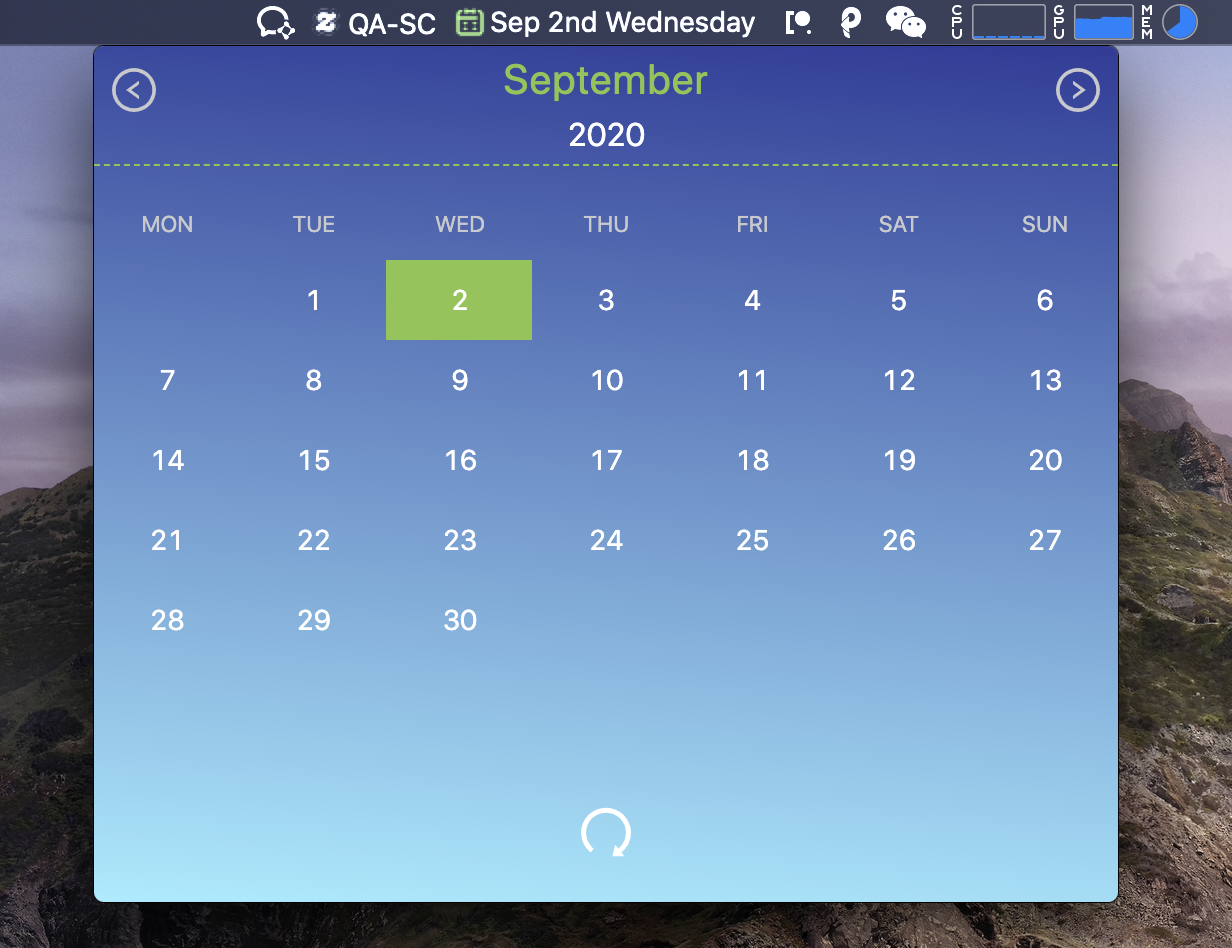 QA-SC Sep 2nd Wednesday CPU GPU MEM
September
2020
MON TUE WED THU FRI SAT SUN
1 2 3 4 5 6
7 8 9 10 11 12 13
14 15 16 17 18 19 20
21 22 23 24 25 26 27
28 29 30